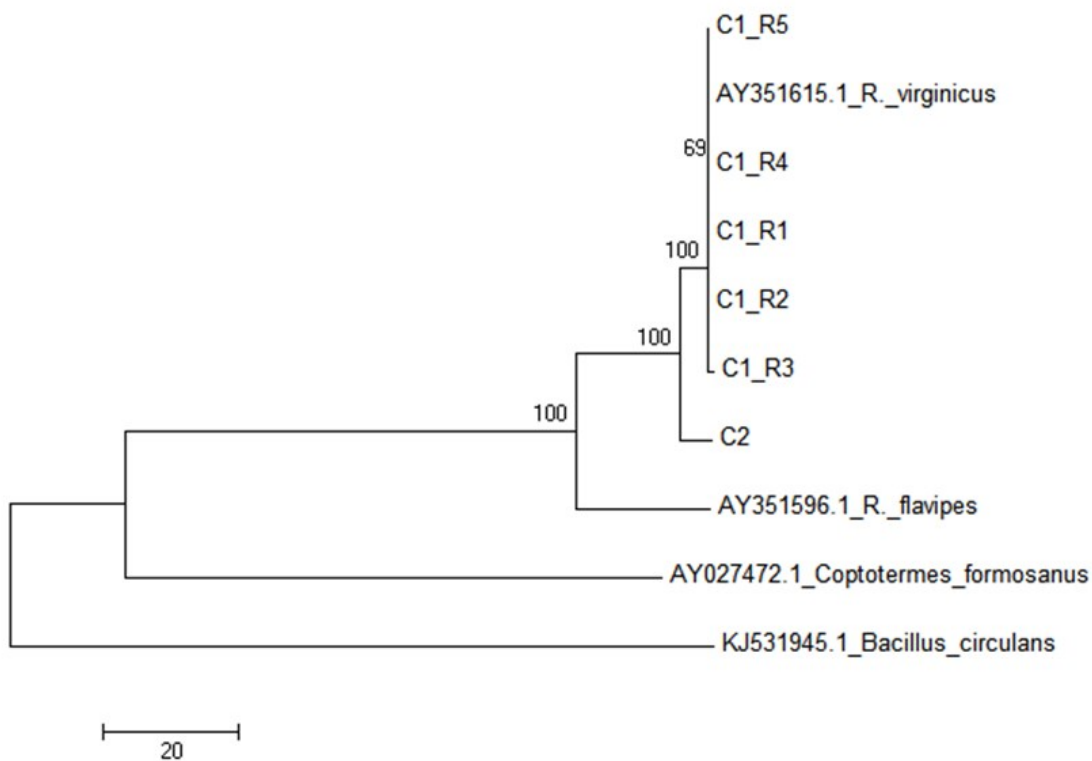 C1_R5
AY351615.1_R._virginicus
69
C1_R4
C1_R1
100
C1_R2
100
C1_R3
100
C2
AY351596.1_R._flavipes
AY027472.1_Coptotermes_formosanus
KJ531945.1_Bacillus_circulans
20